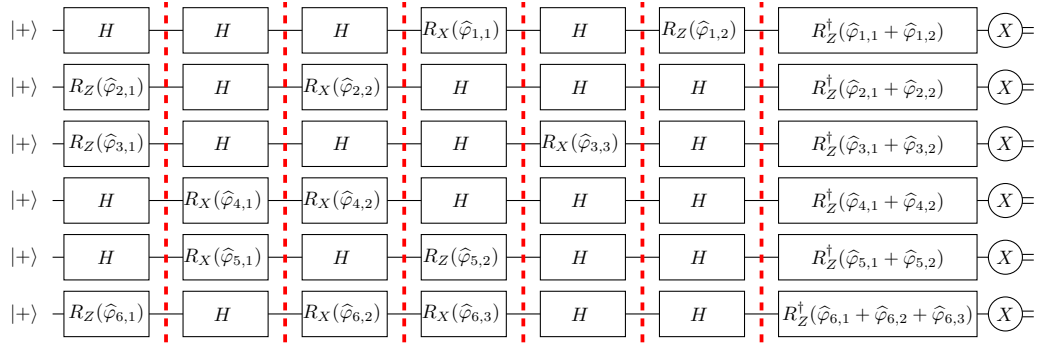 |+⟩ H H H R_X(φ̂_{1,1}) H R_Z(φ̂_{1,2}) R_Z^†(φ̂_{1,1} + φ̂_{1,2}) X
|+⟩ R_Z(φ̂_{2,1}) H R_X(φ̂_{2,2}) H H H R_Z^†(φ̂_{2,1} + φ̂_{2,2}) X
|+⟩ R_Z(φ̂_{3,1}) H H H R_X(φ̂_{3,3}) H R_Z^†(φ̂_{3,1} + φ̂_{3,2}) X
|+⟩ H R_X(φ̂_{4,1}) R_X(φ̂_{4,2}) H H H R_Z^†(φ̂_{4,1} + φ̂_{4,2}) X
|+⟩ H R_X(φ̂_{5,1}) H R_Z(φ̂_{5,2}) H H R_Z^†(φ̂_{5,1} + φ̂_{5,2}) X
|+⟩ R_Z(φ̂_{6,1}) H R_X(φ̂_{6,2}) R_X(φ̂_{6,3}) H H R_Z^†(φ̂_{6,1} + φ̂_{6,2} + φ̂_{6,3}) X